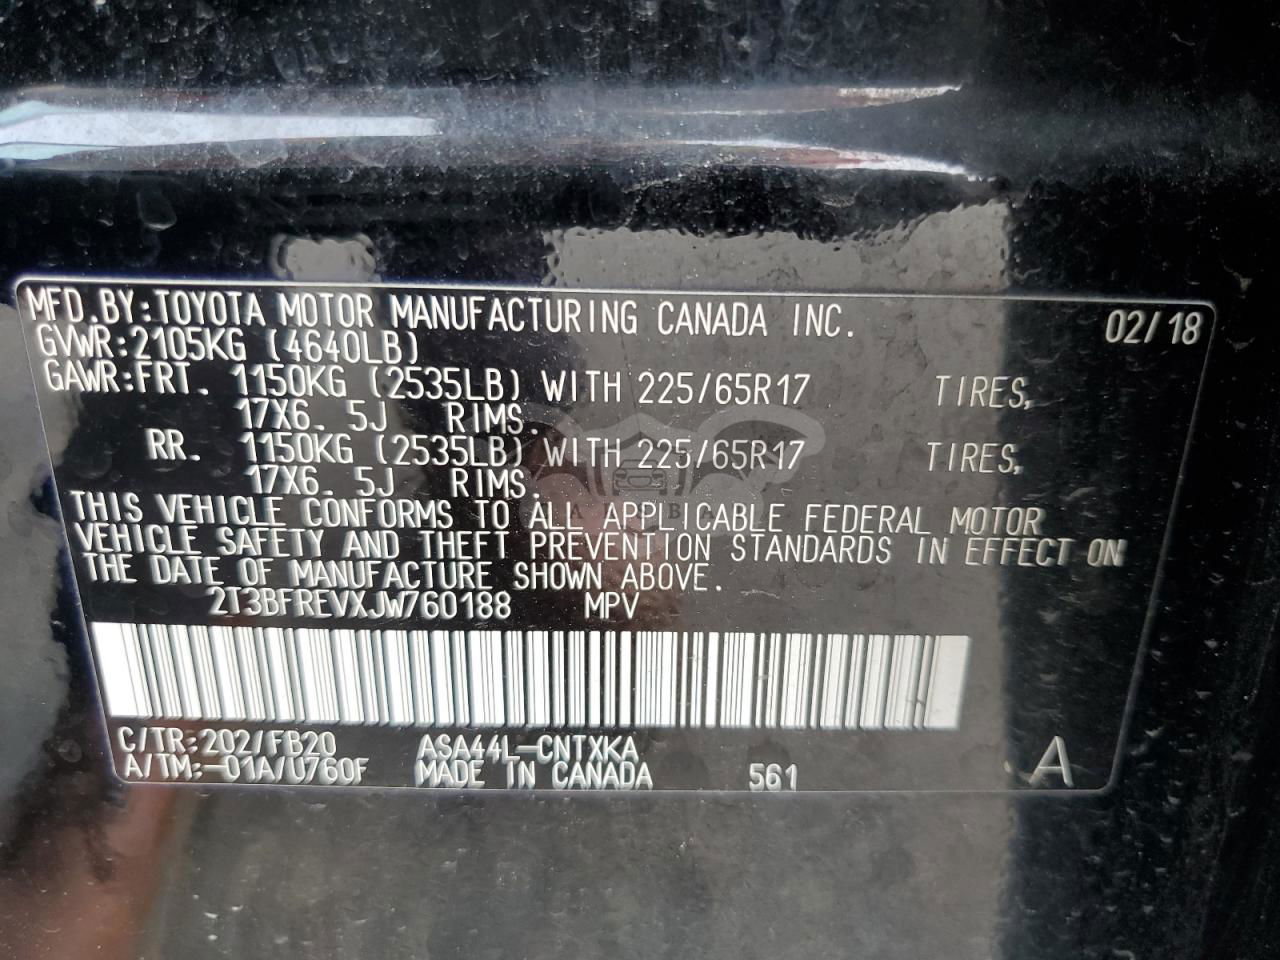 MFD.BY:TOYOTA MOTOR MANUFACTURING CANADA INC. 02/18
GVWR:2105KG (4640LB)
GAWR:FRT. 1150KG (2535LB) WITH 225/65R17 TIRES,
17X6.5J RIMS.
RR. 1150KG (2535LB) WITH 225/65R17 TIRES,
17X6.5J RIMS.
THIS VEHICLE CONFORMS TO ALL APPLICABLE FEDERAL MOTOR
VEHICLE SAFETY AND THEFT PREVENTION STANDARDS IN EFFECT ON
THE DATE OF MANUFACTURE SHOWN ABOVE.
2T3BFREVXJW760188 MPV
C/TR:202/FB20 ASA44L-CNTXKA
A/TM:-01A/U760F MADE IN CANADA 561 A